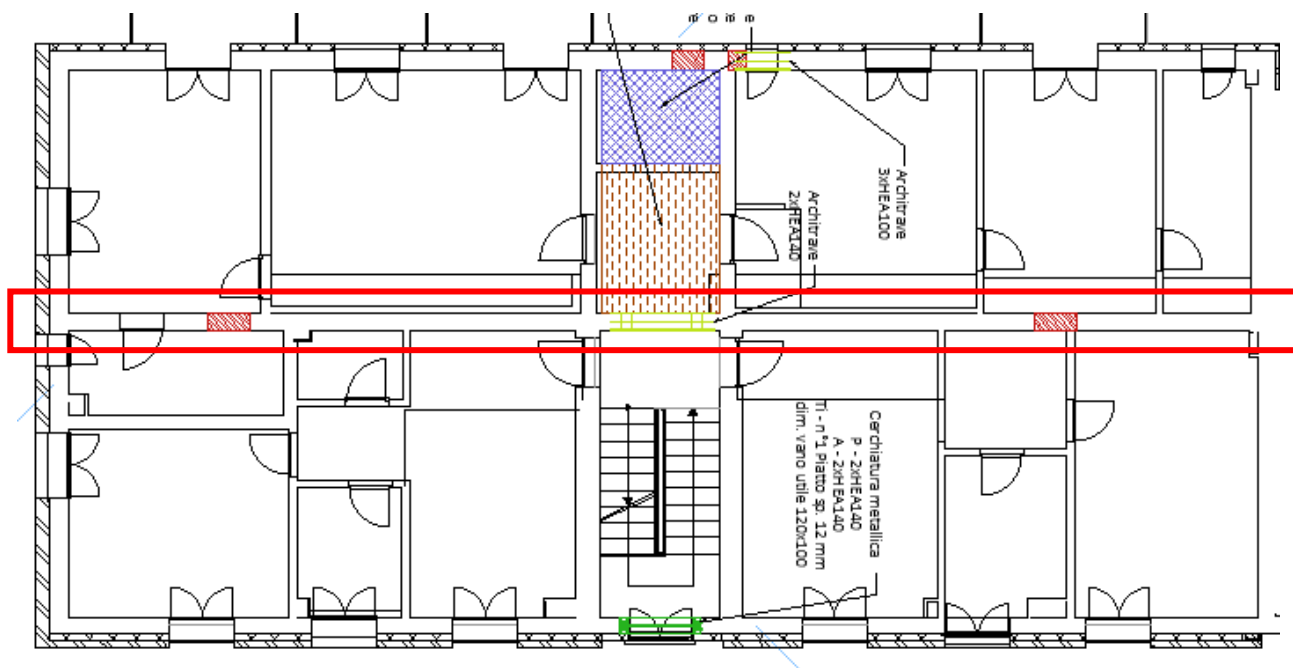 Architrave
3xHEA100
Architrave
2xHEA140
Cerchiatura metallica
P - 2xHEA140
A - 2xHEA140
Ti - n°1 Piatto sp. 12 mm
dim. vano utile 120x100